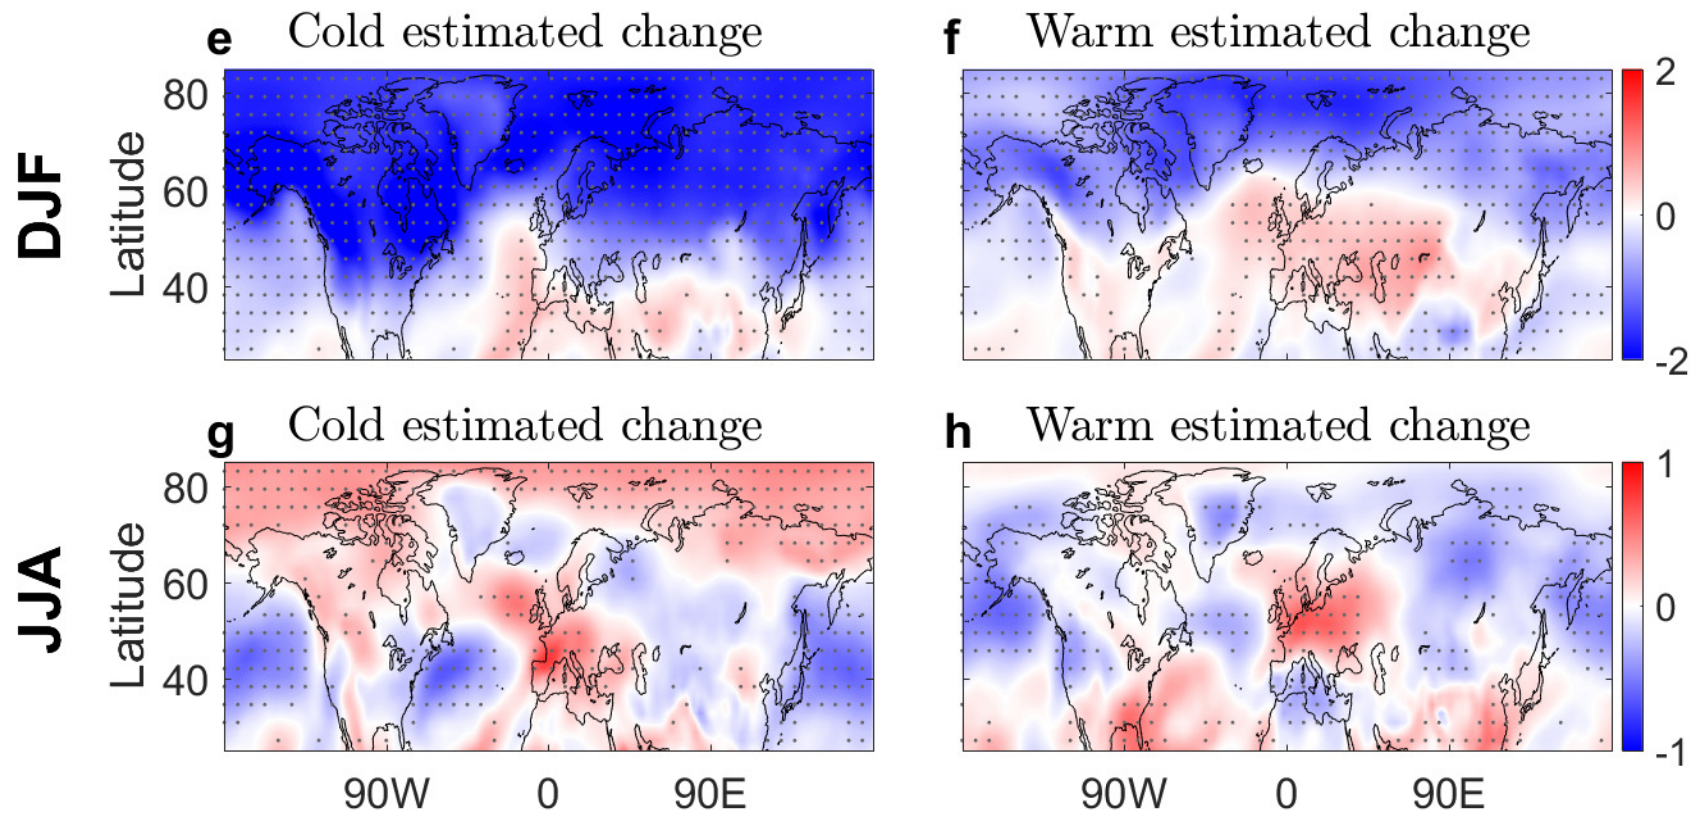 e Cold estimated change
f Warm estimated change
DJF
Latitude
80
60
40
2
0
-2
g Cold estimated change
h Warm estimated change
JJA
Latitude
80
60
40
1
0
-1
90W 0 90E
90W 0 90E